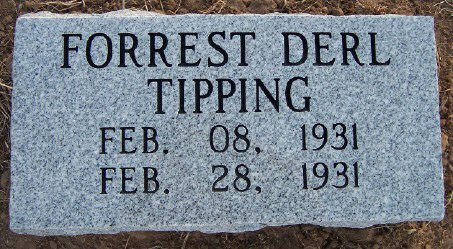 FORREST DERL
TIPPING
FEB. 08, 1931
FEB. 28, 1931